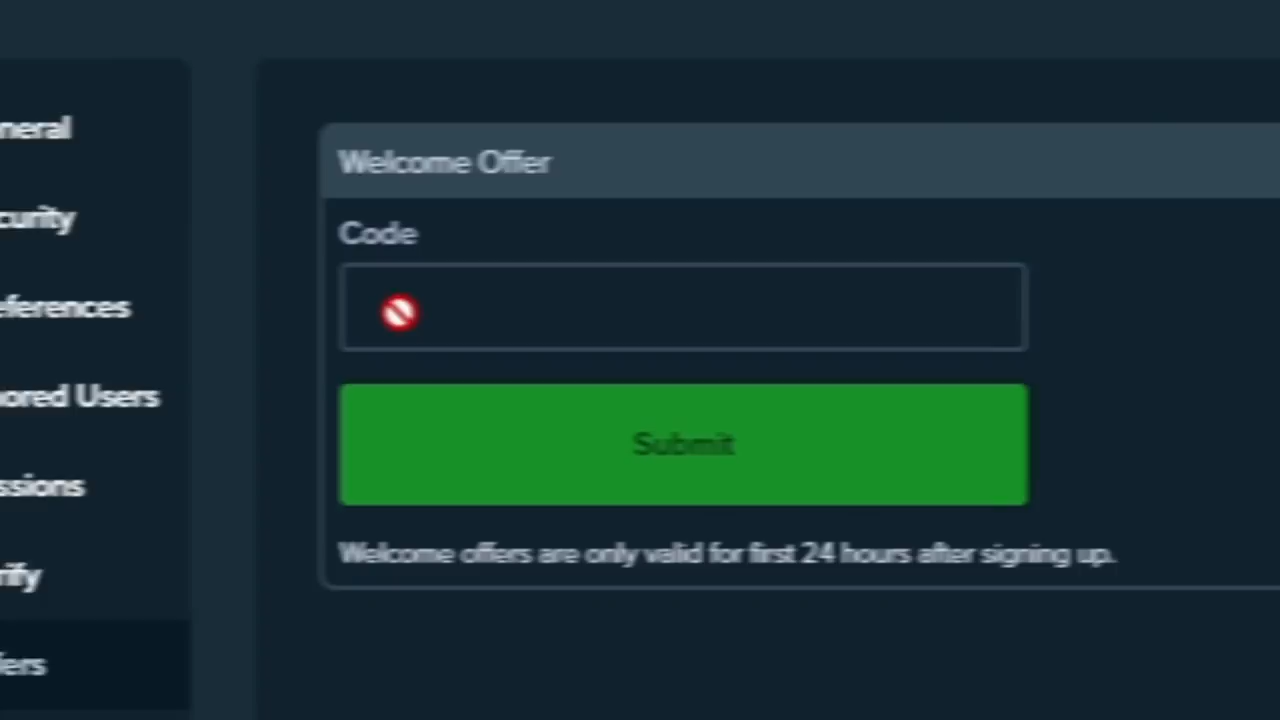 neral
curity
eferences
nored Users
ssions
rify
fers
Welcome Offer
Code
Submit
Welcome offers are only valid for first 24 hours after signing up.